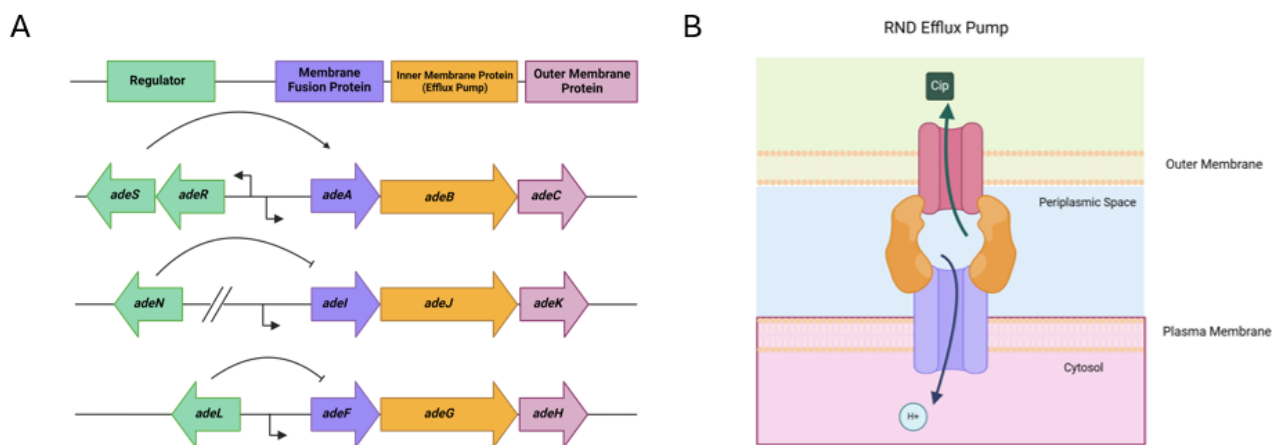 A
Regulator
Membrane
Fusion Protein
Inner Membrane Protein
(Efflux Pump)
Outer Membrane
Protein
adeS
adeR
adeA
adeB
adeC
adeN
adeI
adeJ
adeK
adeL
adeF
adeG
adeH
B
RND Efflux Pump
Cip
Outer Membrane
Periplasmic Space
Plasma Membrane
Cytosol
H+